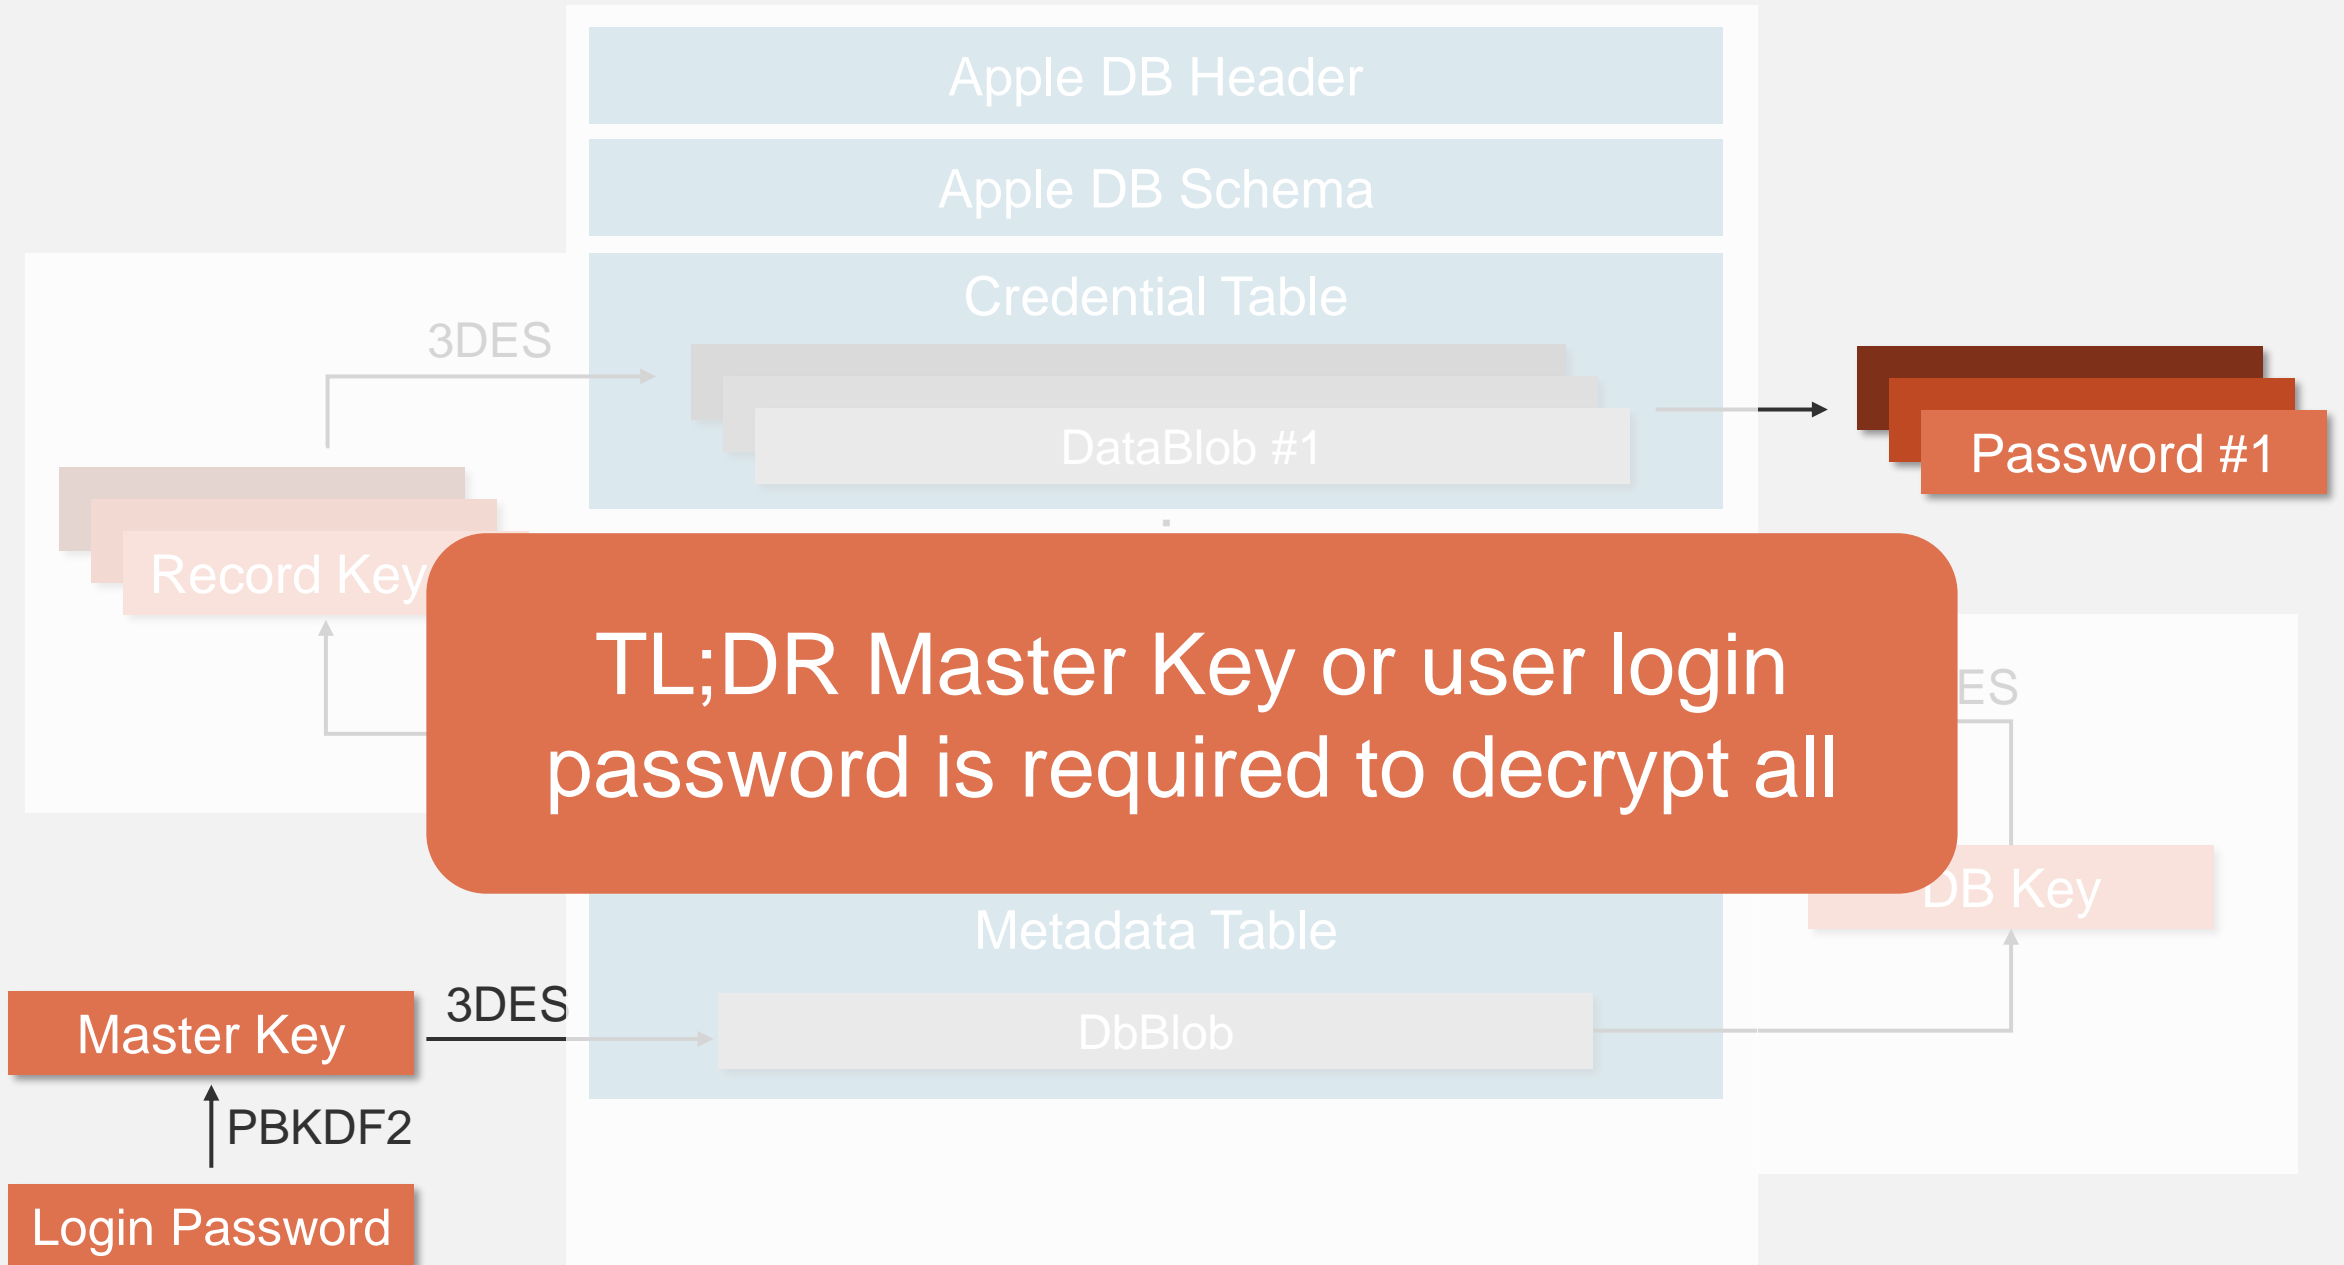 Apple DB Header
Apple DB Schema
Credential Table
3DES
DataBlob #1
Password #1
Record Key
TL;DR Master Key or user login
password is required to decrypt all
ES
DB Key
Metadata Table
3DES
Master Key
DbBlob
PBKDF2
Login Password